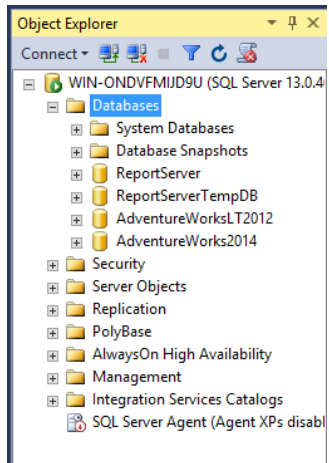 Object Explorer
Connect
WIN-ONDVFMIJD9U (SQL Server 13.0.4
Databases
System Databases
Database Snapshots
ReportServer
ReportServerTempDB
AdventureWorksLT2012
AdventureWorks2014
Security
Server Objects
Replication
PolyBase
AlwaysOn High Availability
Management
Integration Services Catalogs
SQL Server Agent (Agent XPs disabl